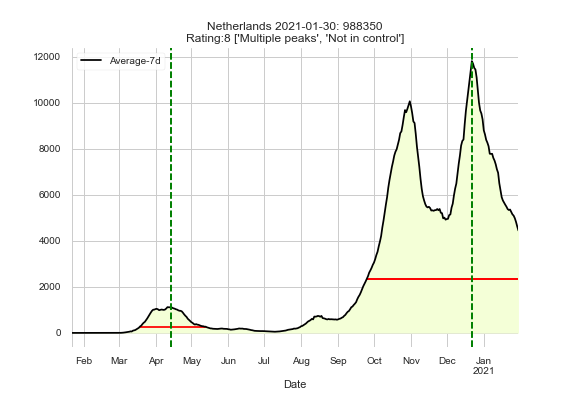 Netherlands 2021-01-30: 988350
Rating:8 ['Multiple peaks', 'Not in control']
Average-7d
12000
10000
8000
6000
4000
2000
0
Feb Mar Apr May Jun Jul Aug Sep Oct Nov Dec Jan
2021
Date